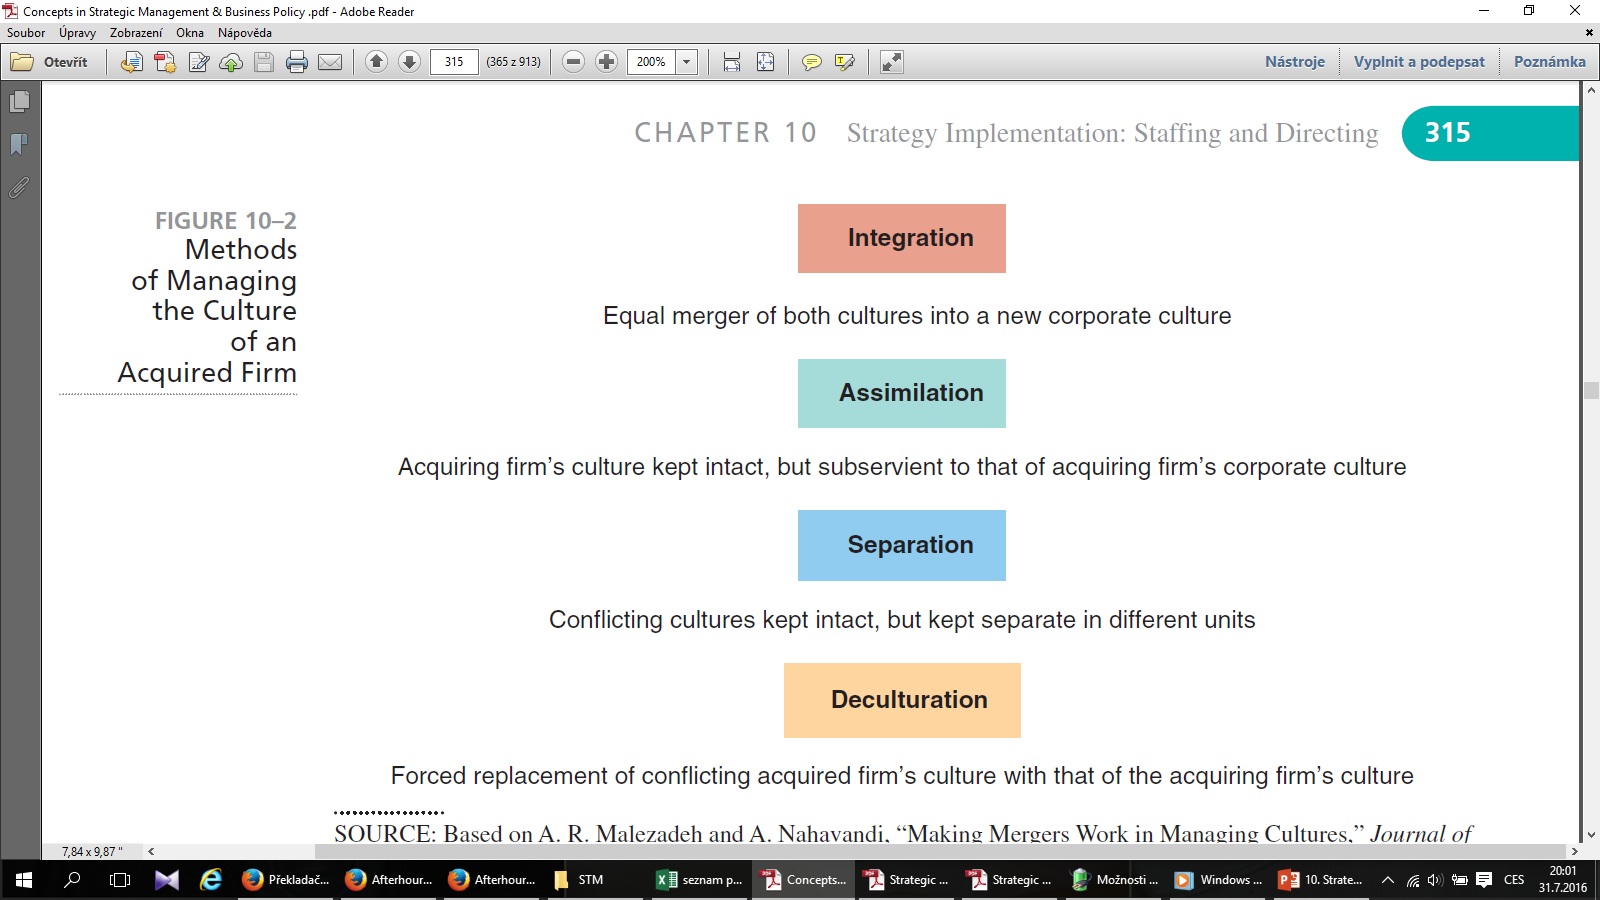 Concepts in Strategic Management & Business Policy .pdf - Adobe Reader
Soubor Úpravy Zobrazení Okna Nápověda
Otevřít 315 (365 z 913) 200% Nástroje Vyplnit a podepsat Poznámka
CHAPTER 10 Strategy Implementation: Staffing and Directing 315
FIGURE 10–2
Methods
of Managing
the Culture
of an
Acquired Firm
Integration
Equal merger of both cultures into a new corporate culture
Assimilation
Acquiring firm’s culture kept intact, but subservient to that of acquiring firm’s corporate culture
Separation
Conflicting cultures kept intact, but kept separate in different units
Deculturation
Forced replacement of conflicting acquired firm’s culture with that of the acquiring firm’s culture
SOURCE: Based on A. R. Malezadeh and A. Nahavandi, “Making Mergers Work in Managing Cultures,” Journal of
7,84 x 9,87 "
Překladač... Afterhour... Afterhour... STM seznam p... Concepts... Strategic ... Strategic ... Možnosti ... Windows ... 10. Strate... CES 20:01
31.7.2016